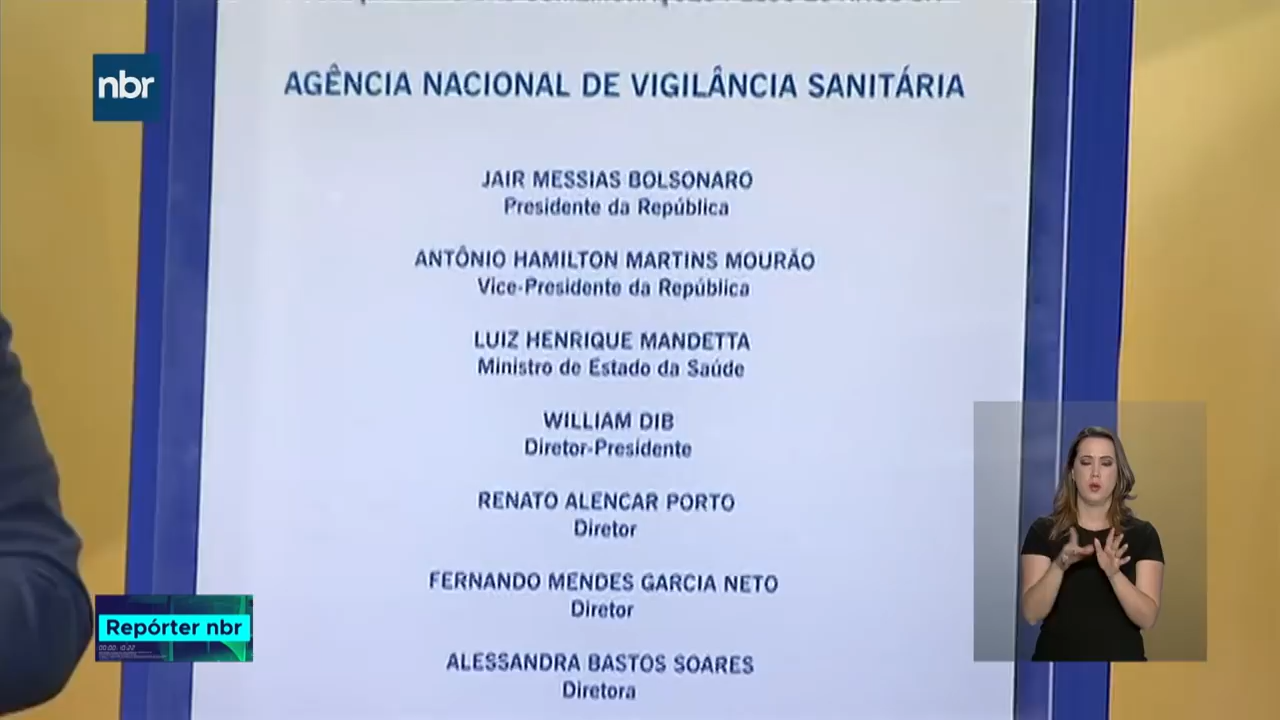 nbr
AGÊNCIA NACIONAL DE VIGILÂNCIA SANITÁRIA
JAIR MESSIAS BOLSONARO
Presidente da República
ANTÔNIO HAMILTON MARTINS MOURÃO
Vice-Presidente da República
LUIZ HENRIQUE MANDETTA
Ministro de Estado da Saúde
WILLIAM DIB
Diretor-Presidente
RENATO ALENCAR PORTO
Diretor
FERNANDO MENDES GARCIA NETO
Diretor
Repórter nbr
ALESSANDRA BASTOS SOARES
Diretora